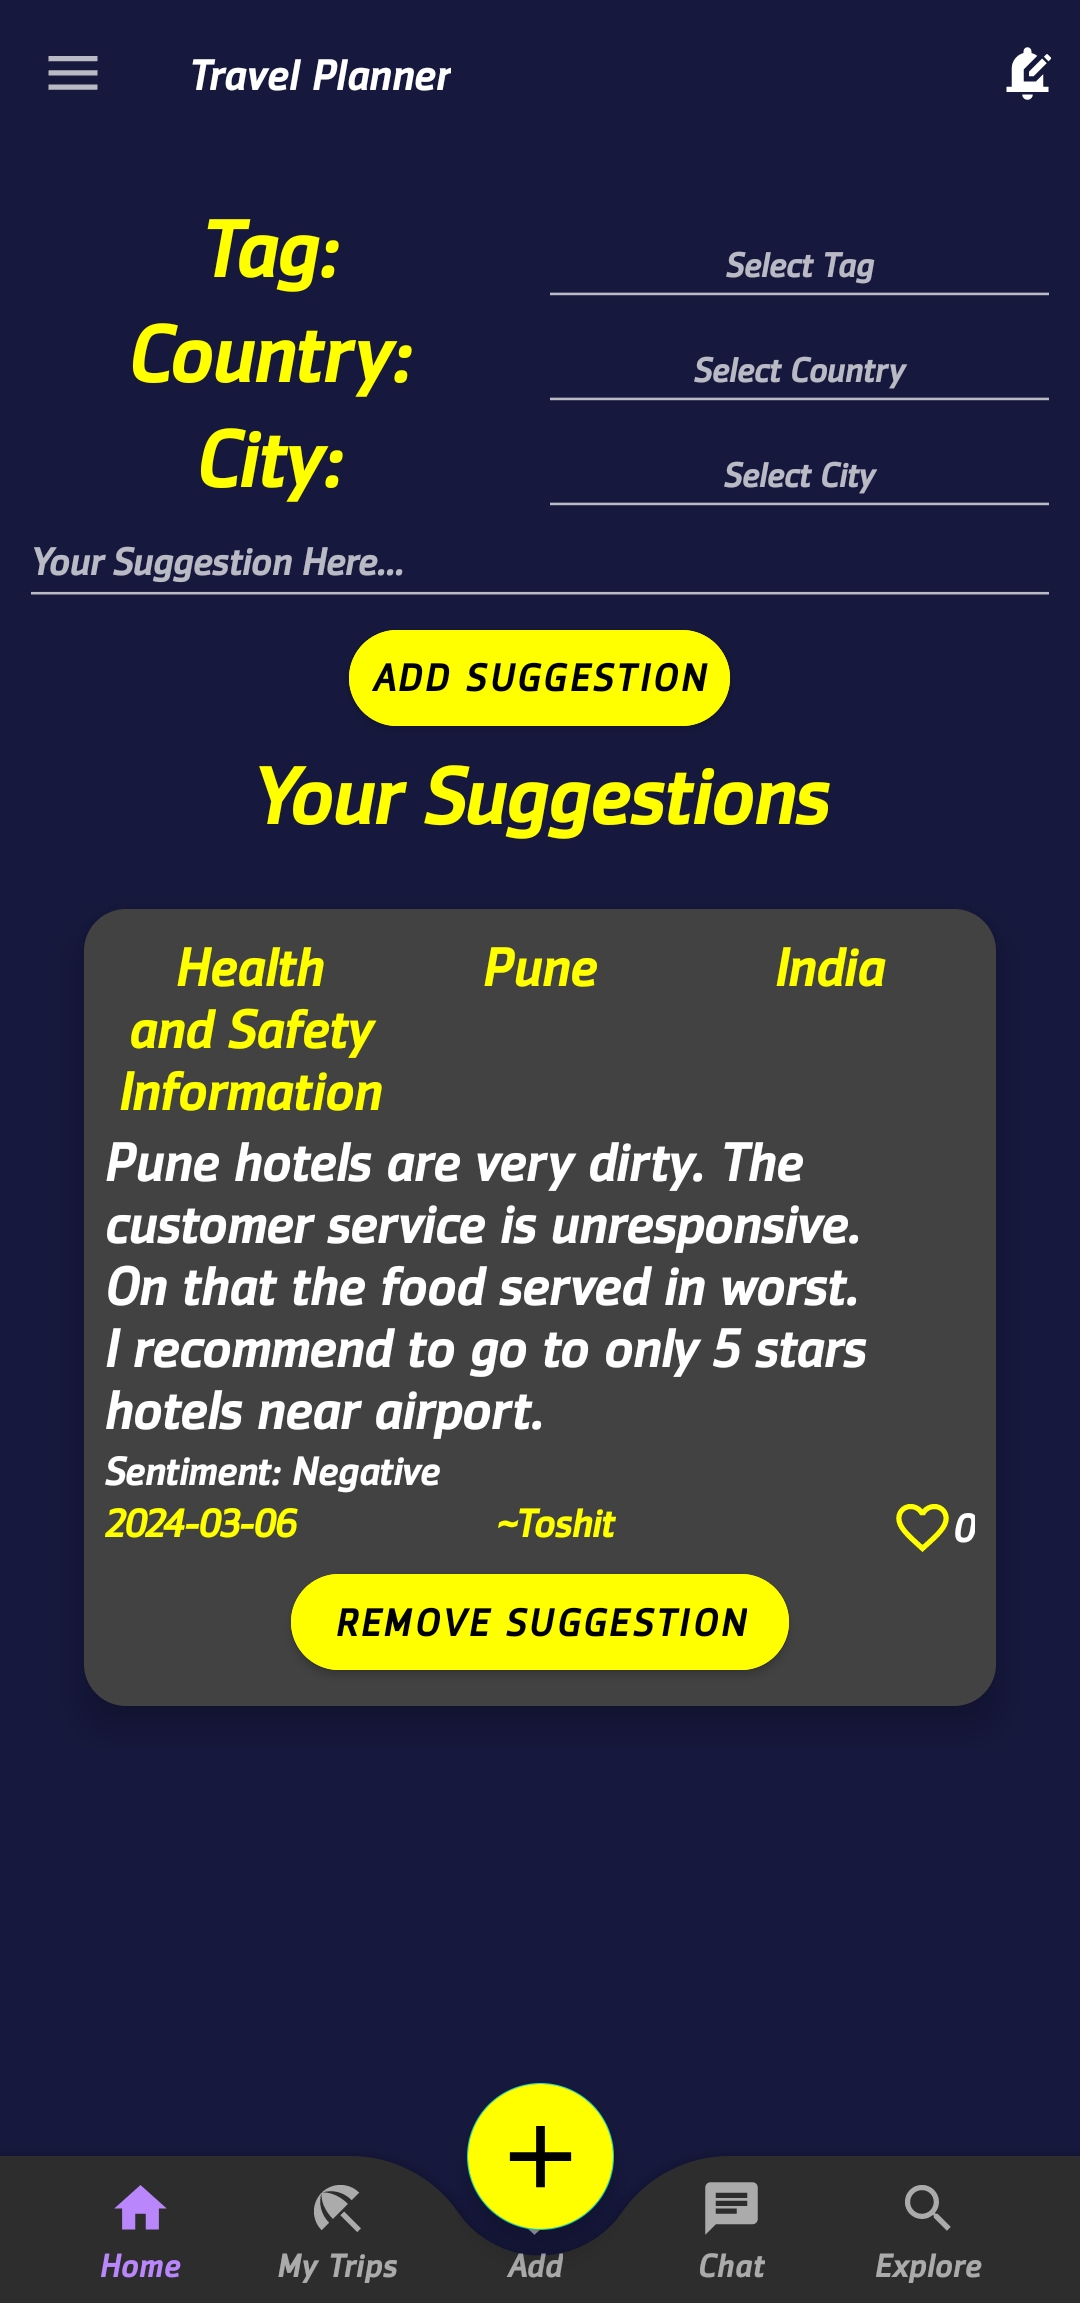 Travel Planner
Tag:
Select Tag
Country:
Select Country
City:
Select City
Your Suggestion Here...
ADD SUGGESTION
Your Suggestions
Health and Safety Information
Pune
India
Pune hotels are very dirty. The
customer service is unresponsive.
On that the food served in worst.
I recommend to go to only 5 stars
hotels near airport.
Sentiment: Negative
2024-03-06 ~Toshit 0
REMOVE SUGGESTION
Home My Trips Add Chat Explore